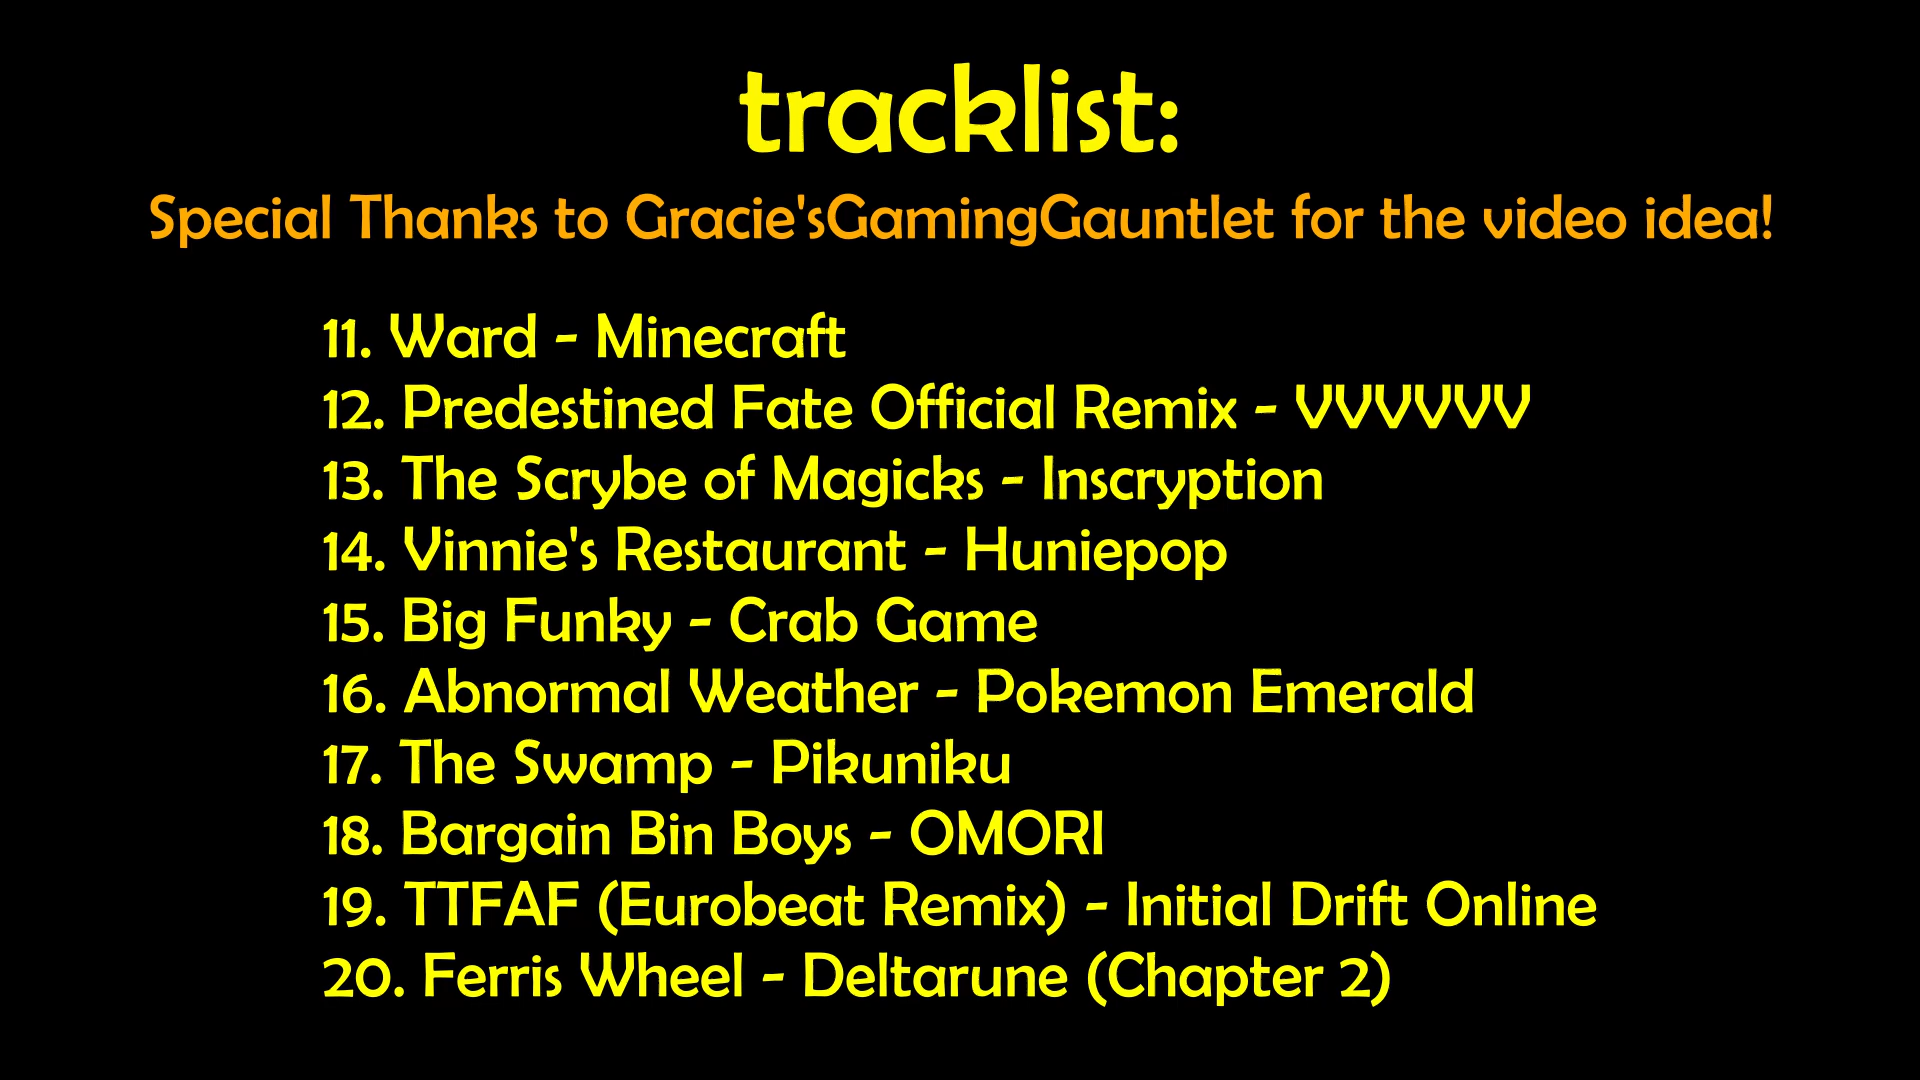 tracklist:
Special Thanks to Gracie'sGamingGauntlet for the video idea!
11. Ward - Minecraft
12. Predestined Fate Official Remix - VVVVVV
13. The Scrybe of Magicks - Inscryption
14. Vinnie's Restaurant - Huniepop
15. Big Funky - Crab Game
16. Abnormal Weather - Pokemon Emerald
17. The Swamp - Pikuniku
18. Bargain Bin Boys - OMORI
19. TTFAF (Eurobeat Remix) - Initial Drift Online
20. Ferris Wheel - Deltarune (Chapter 2)